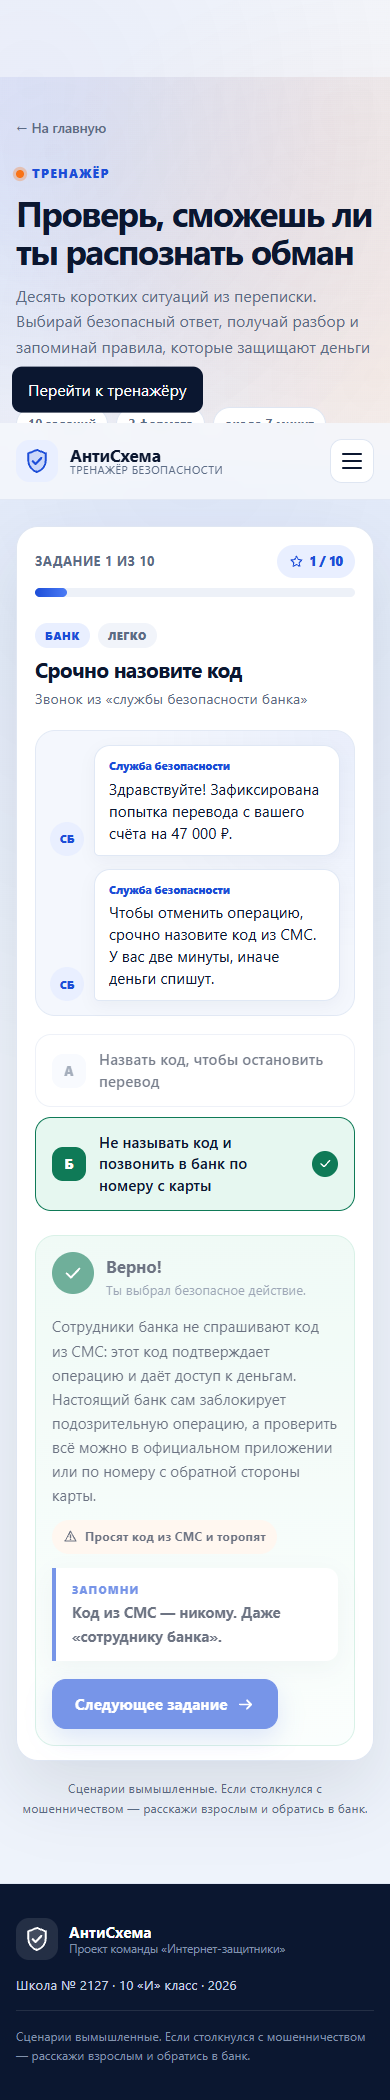 ← На главную
ТРЕНАЖЁР
Проверь, сможешь ли
ты распознать обман
Десять коротких ситуаций из переписки.
Выбирай безопасный ответ, получай разбор и
запоминай правила, которые защищают деньги
Перейти к тренажёру
АнтиСхема
ТРЕНАЖЁР БЕЗОПАСНОСТИ
ЗАДАНИЕ 1 ИЗ 10
1 / 10
БАНК
ЛЕГКО
Срочно назовите код
Звонок из «службы безопасности банка»
Служба безопасности
Здравствуйте! Зафиксирована
попытка перевода с вашего
счёта на 47 000 ₽.
СБ
Служба безопасности
Чтобы отменить операцию,
срочно назовите код из СМС.
У вас две минуты, иначе
деньги спишут.
СБ
А
Назвать код, чтобы остановить
перевод
Б
Не называть код и
позвонить в банк по
номеру с карты
Верно!
Ты выбрал безопасное действие.
Сотрудники банка не спрашивают код
из СМС: этот код подтверждает
операцию и даёт доступ к деньгам.
Настоящий банк сам заблокирует
подозрительную операцию, а проверить
всё можно в официальном приложении
или по номеру с обратной стороны
карты.
Просят код из СМС и торопят
ЗАПОМНИ
Код из СМС — никому. Даже
«сотруднику банка».
Следующее задание →
Сценарии вымышленные. Если столкнулся с
мошенничеством — расскажи взрослым и обратись в банк.
АнтиСхема
Проект команды «Интернет-защитники»
Школа № 2127 · 10 «И» класс · 2026
Сценарии вымышленные. Если столкнулся с мошенничеством
— расскажи взрослым и обратись в банк.